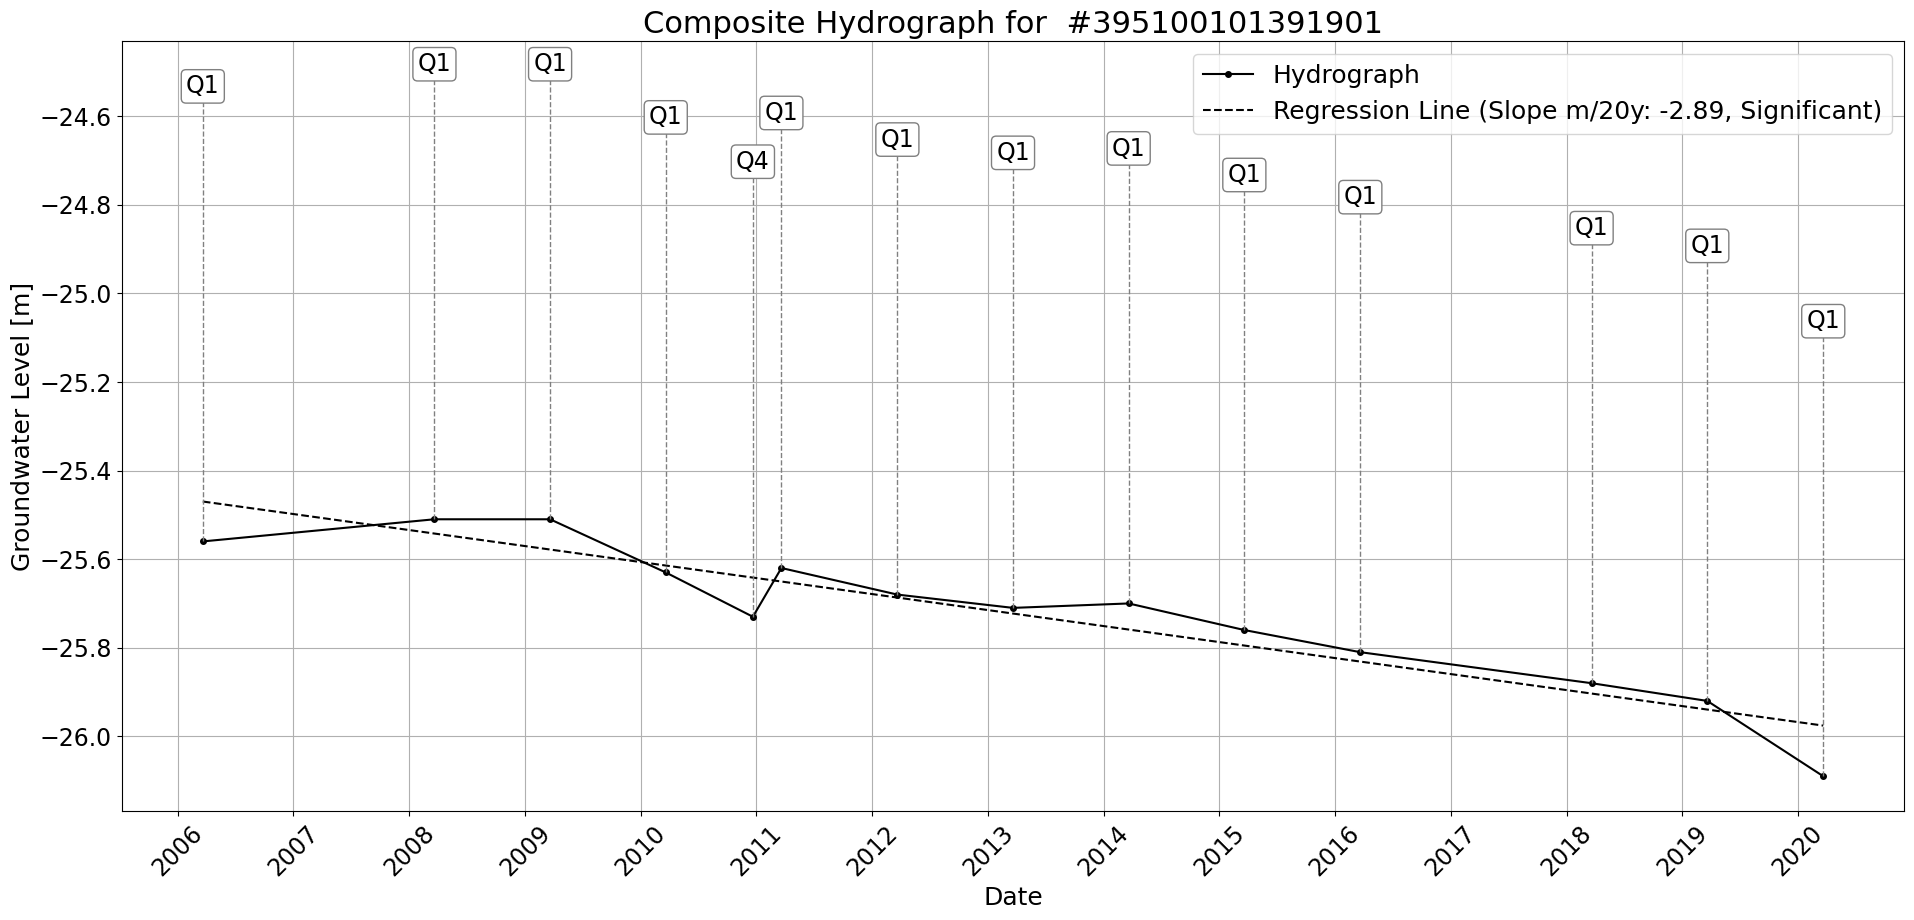 Composite Hydrograph for  #395100101391901
Hydrograph
Regression Line (Slope m/20y: -2.89, Significant)
Q1
Q1
Q1
Q1
Q4
Q1
Q1
Q1
Q1
Q1
Q1
Q1
Q1
Q1
Groundwater Level [m]
−24.6
−24.8
−25.0
−25.2
−25.4
−25.6
−25.8
−26.0
2006
2007
2008
2009
2010
2011
2012
2013
2014
2015
2016
2017
2018
2019
2020
Date